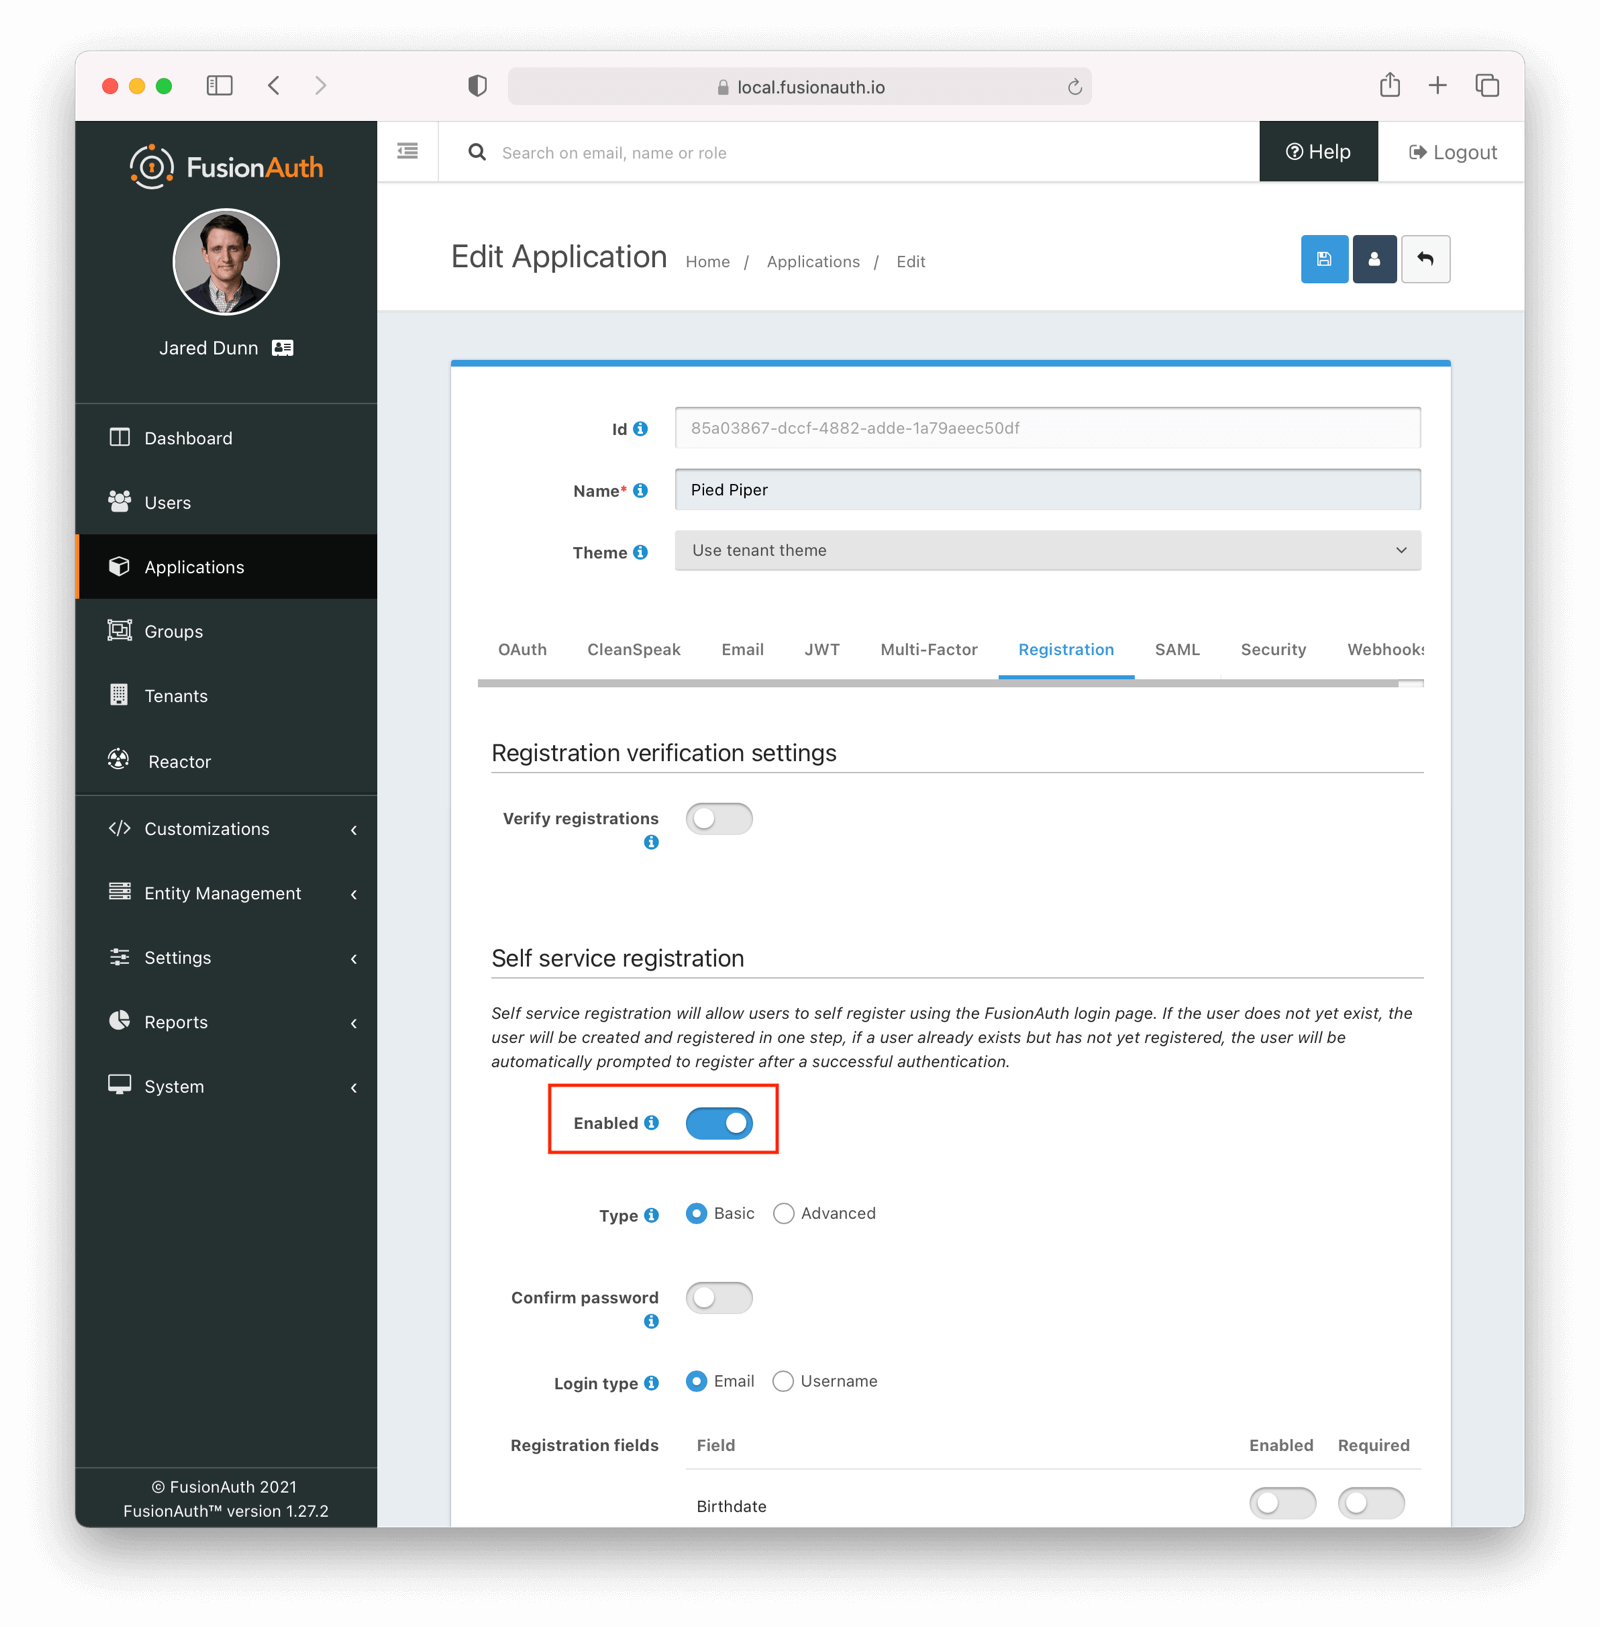 local.fusionauth.io
FusionAuth
Search on email, name or role
Help
Logout
Jared Dunn
Edit Application
Home / Applications / Edit
Dashboard
Users
Applications
Groups
Tenants
Reactor
Customizations
Entity Management
Settings
Reports
System
© FusionAuth 2021
FusionAuth™ version 1.27.2
Id
85a03867-dccf-4882-adde-1a79aeec50df
Name*
Pied Piper
Theme
Use tenant theme
OAuth CleanSpeak Email JWT Multi-Factor Registration SAML Security Webhooks
Registration verification settings
Verify registrations
Self service registration
Self service registration will allow users to self register using the FusionAuth login page. If the user does not yet exist, the
user will be created and registered in one step, if a user already exists but has not yet registered, the user will be
automatically prompted to register after a successful authentication.
Enabled
Type
Basic
Advanced
Confirm password
Login type
Email
Username
Registration fields
Field Enabled Required
Birthdate